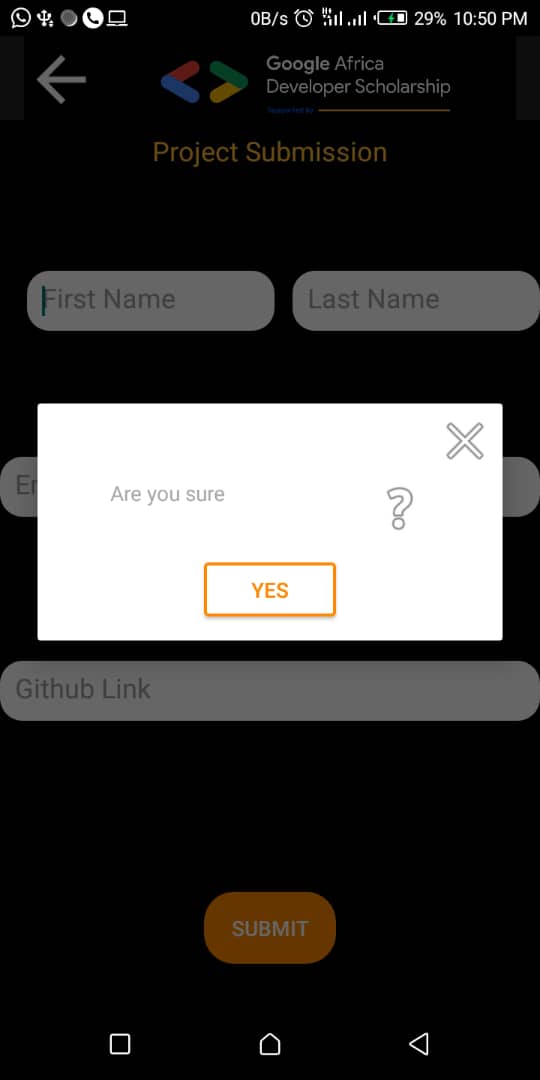 0B/s 29% 10:50 PM
Google Africa
Developer Scholarship
Supported by
Project Submission
First Name Last Name
Are you sure ?
YES
Github Link
SUBMIT